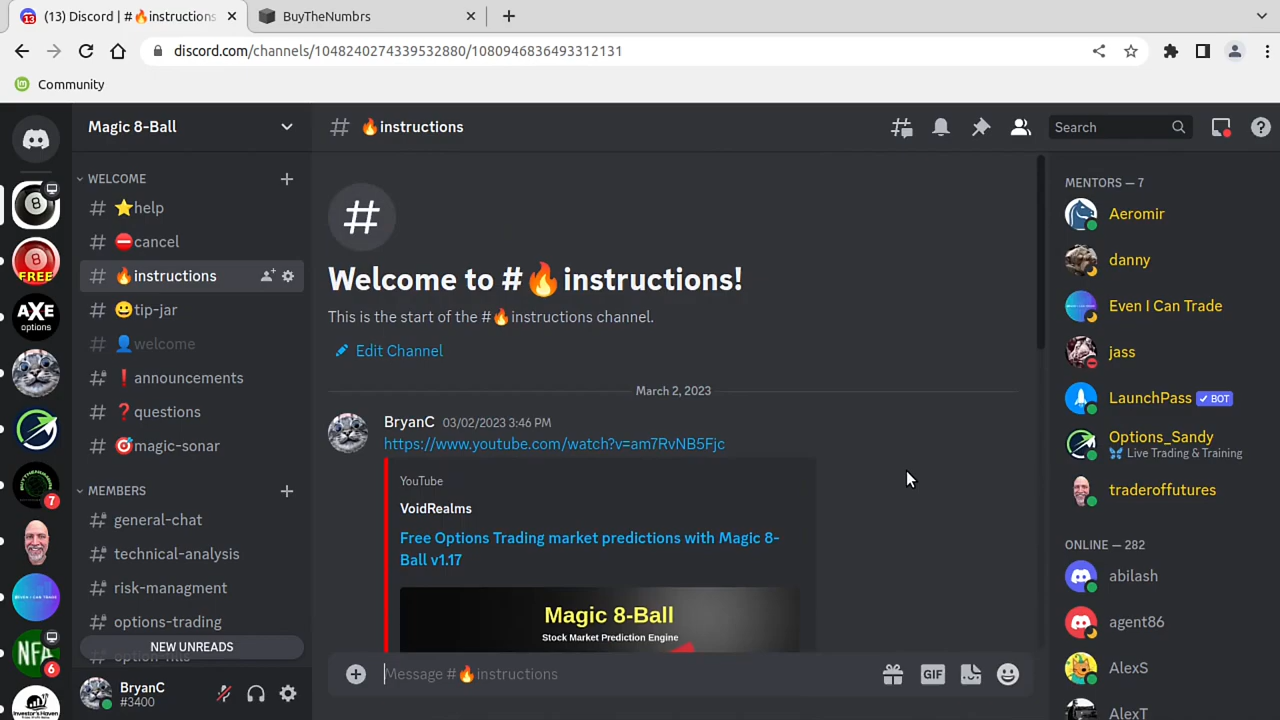 (13) Discord | #🔥instructions
BuyTheNumbrs
discord.com/channels/1048240274339532880/1080946836493312131
Community
Magic 8-Ball
WELCOME
⭐help
⛔cancel
🔥instructions
😀tip-jar
👤welcome
❗announcements
❓questions
🎯magic-sonar
MEMBERS
general-chat
technical-analysis
risk-managment
options-trading
NEW UNREADS
BryanC
#3400
8
8
FREE
AXE
options
7
6
NFA
13
# 🔥instructions
Search
Welcome to #🔥instructions!
This is the start of the #🔥instructions channel.
Edit Channel
March 2, 2023
BryanC 03/02/2023 3:46 PM
https://www.youtube.com/watch?v=am7RvNB5Fjc
YouTube
VoidRealms
Free Options Trading market predictions with Magic 8-
Ball v1.17
Magic 8-Ball
Stock Market Prediction Engine
Message #🔥instructions
GIF
MENTORS — 7
Aeromir
danny
Even I Can Trade
jass
LaunchPass ✓ BOT
Options_Sandy
🦋 Live Trading & Training
traderoffutures
ONLINE — 282
abilash
agent86
AlexS
AlexT